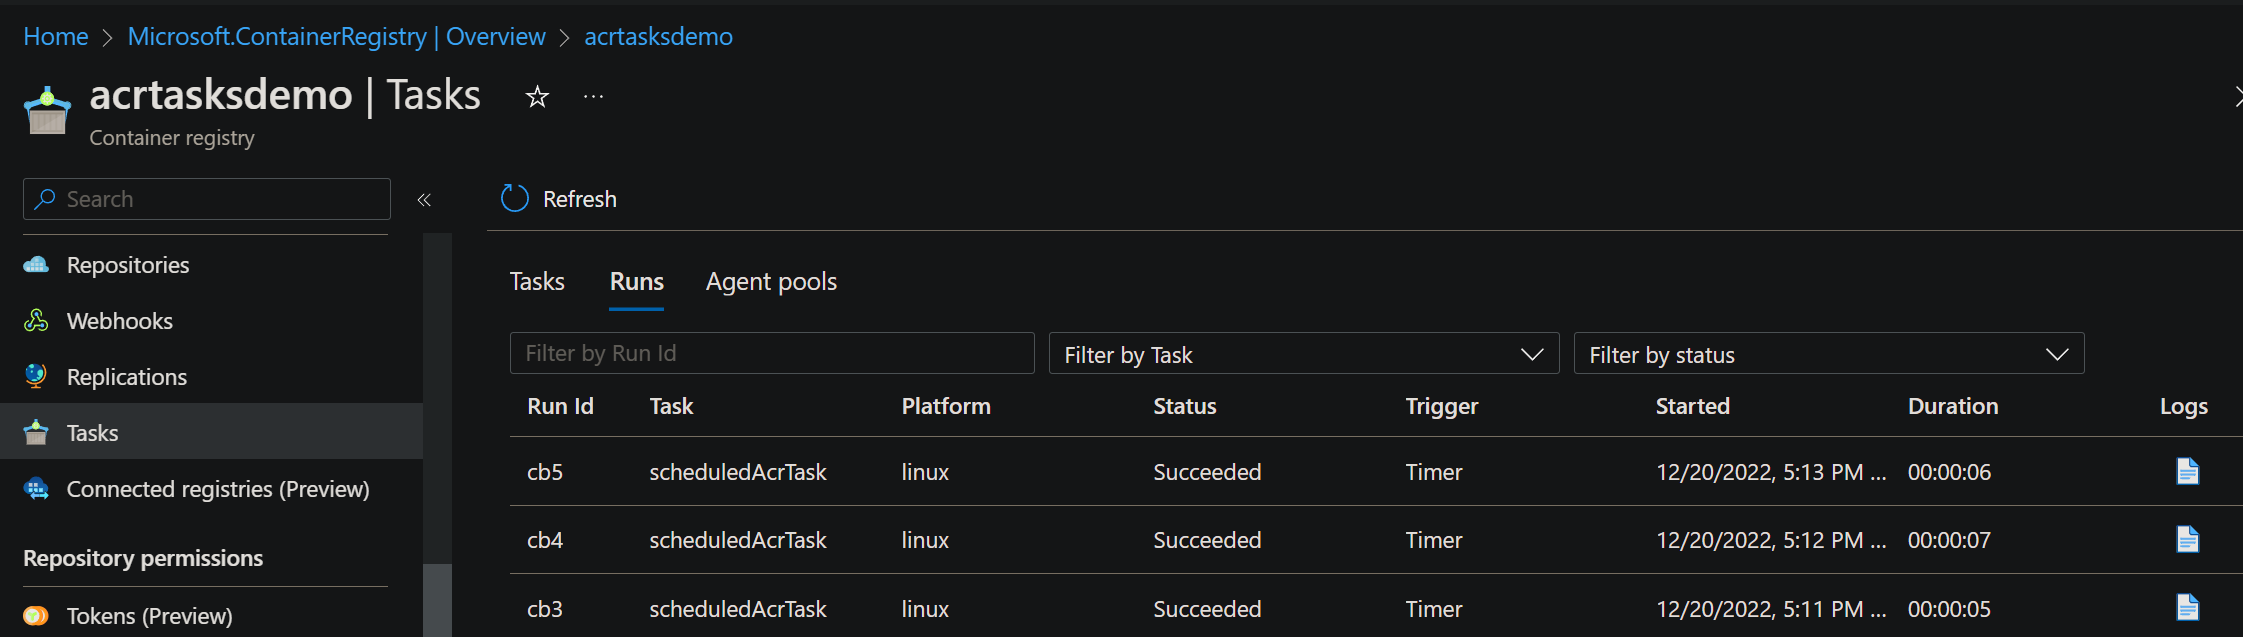 Home > Microsoft.ContainerRegistry | Overview > acrtasksdemo
acrtasksdemo | Tasks
Container registry
Search
Refresh
Repositories
Webhooks
Replications
Tasks
Connected registries (Preview)
Repository permissions
Tokens (Preview)
Tasks Runs Agent pools
Filter by Run Id Filter by Task Filter by status
Run Id Task Platform Status Trigger Started Duration Logs
cb5 scheduledAcrTask linux Succeeded Timer 12/20/2022, 5:13 PM ... 00:00:06
cb4 scheduledAcrTask linux Succeeded Timer 12/20/2022, 5:12 PM ... 00:00:07
cb3 scheduledAcrTask linux Succeeded Timer 12/20/2022, 5:11 PM ... 00:00:05